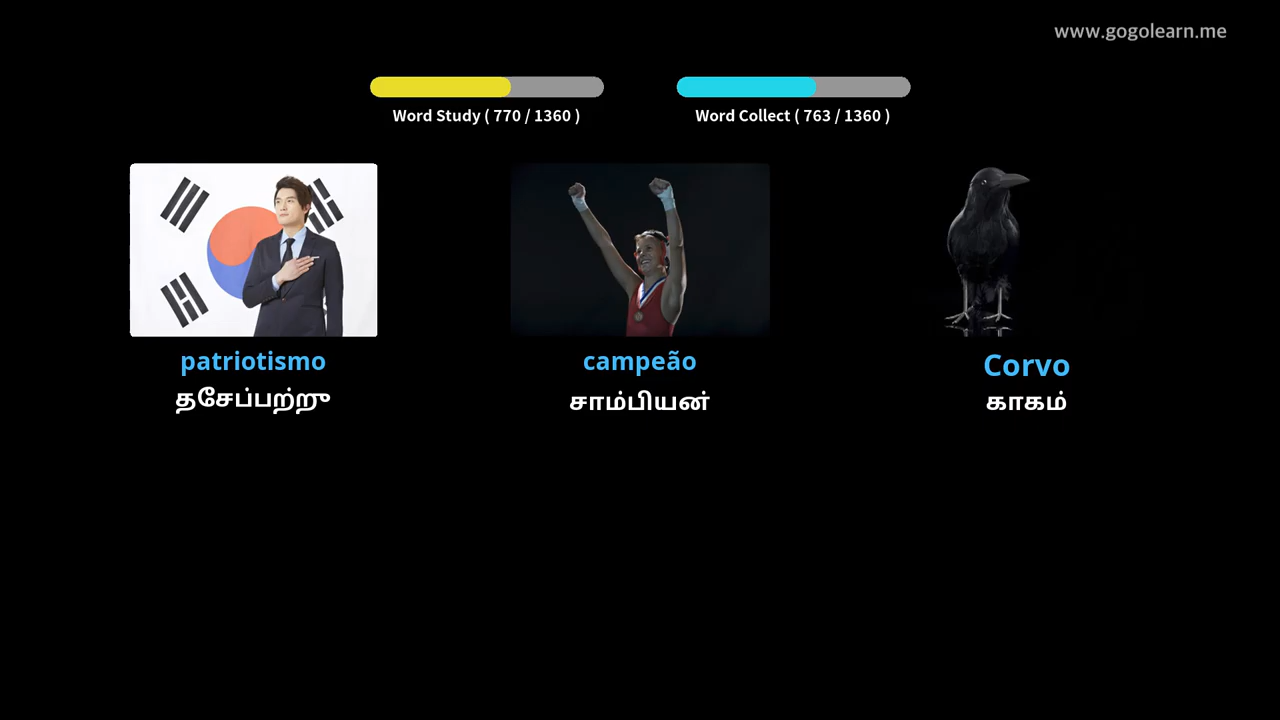 www.gogolearn.me
Word Study ( 770 / 1360 )
Word Collect ( 763 / 1360 )
patriotismo
campeão
Corvo
தசேப்பற்று
சாம்பியன்
காகம்